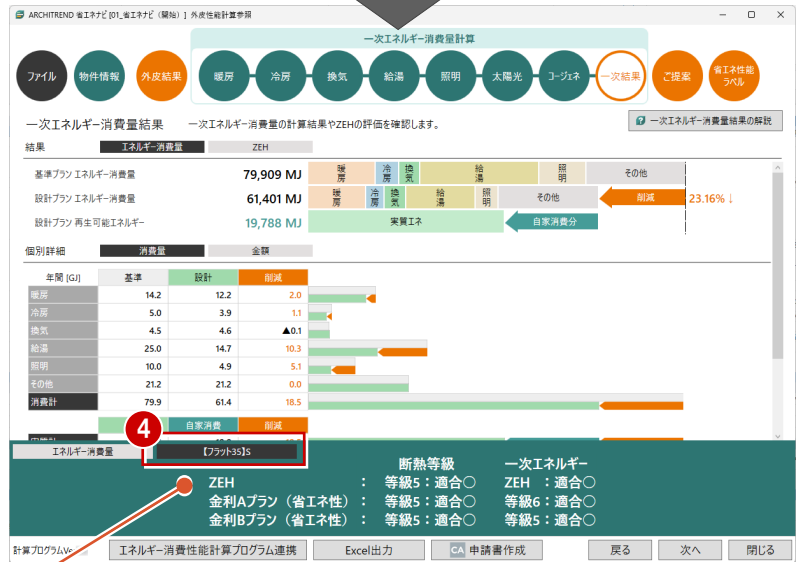 ARCHITREND 省エネナビ [01_省エネナビ（開始）] 外皮性能計算参照
一次エネルギー消費量計算
ファイル 物件情報 外皮結果 暖房 冷房 換気 給湯 照明 太陽光 コージェネ 一次結果 ご提案 省エネ性能ラベル
一次エネルギー消費量結果 一次エネルギー消費量の計算結果やZEHの評価を確認します。 一次エネルギー消費量結果の解説
結果 エネルギー消費量 ZEH
基準プラン エネルギー消費量 79,909 MJ 暖房 冷房 換気 給湯 照明 その他
設計プラン エネルギー消費量 61,401 MJ 暖房 冷房 換気 給湯 照明 その他 削減 23.16%↓
設計プラン 再生可能エネルギー 19,788 MJ 実質エネ 自家消費分
個別詳細 消費量 金額
年間 [GJ] 基準 設計 削減
暖房 14.2 12.2 2.0
冷房 5.0 3.9 1.1
換気 4.5 4.6 ▲0.1
給湯 25.0 14.7 10.3
照明 10.0 4.9 5.1
その他 21.2 21.2 0.0
消費計 79.9 61.4 18.5
自家消費 削減
4
エネルギー消費量 【フラット35】S
断熱等級 一次エネルギー
ZEH ： 等級5：適合○ ZEH ：適合○
金利Aプラン（省エネ性）： 等級5：適合○ 等級6：適合○
金利Bプラン（省エネ性）： 等級5：適合○ 等級5：適合○
計算プログラムVe エネルギー消費性能計算プログラム連携 Excel出力 CA 申請書作成 戻る 次へ 閉じる